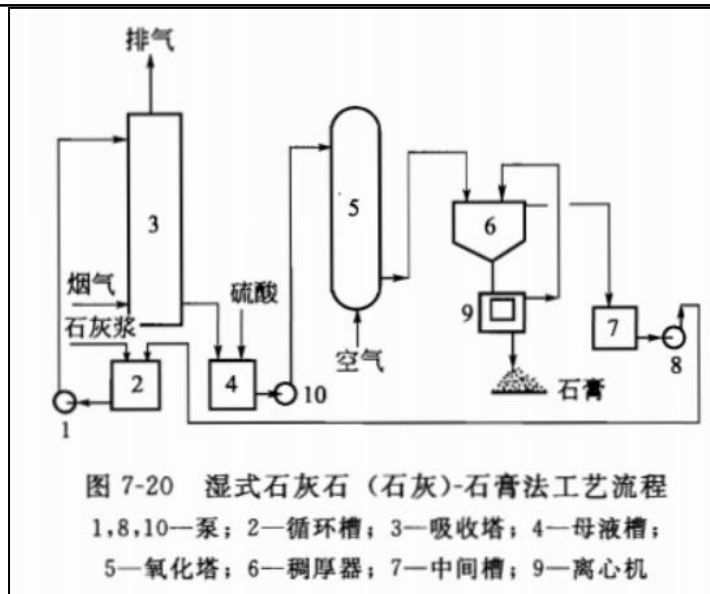 排气
3
5
6
烟气
石灰浆
硫酸
9
7
2
4
空气
10
8
石膏
1
图 7-20 湿式石灰石（石灰）-石膏法工艺流程
1,8,10—泵；2—循环槽；3—吸收塔；4—母液槽；
5—氧化塔；6—稠厚器；7—中间槽；9—离心机